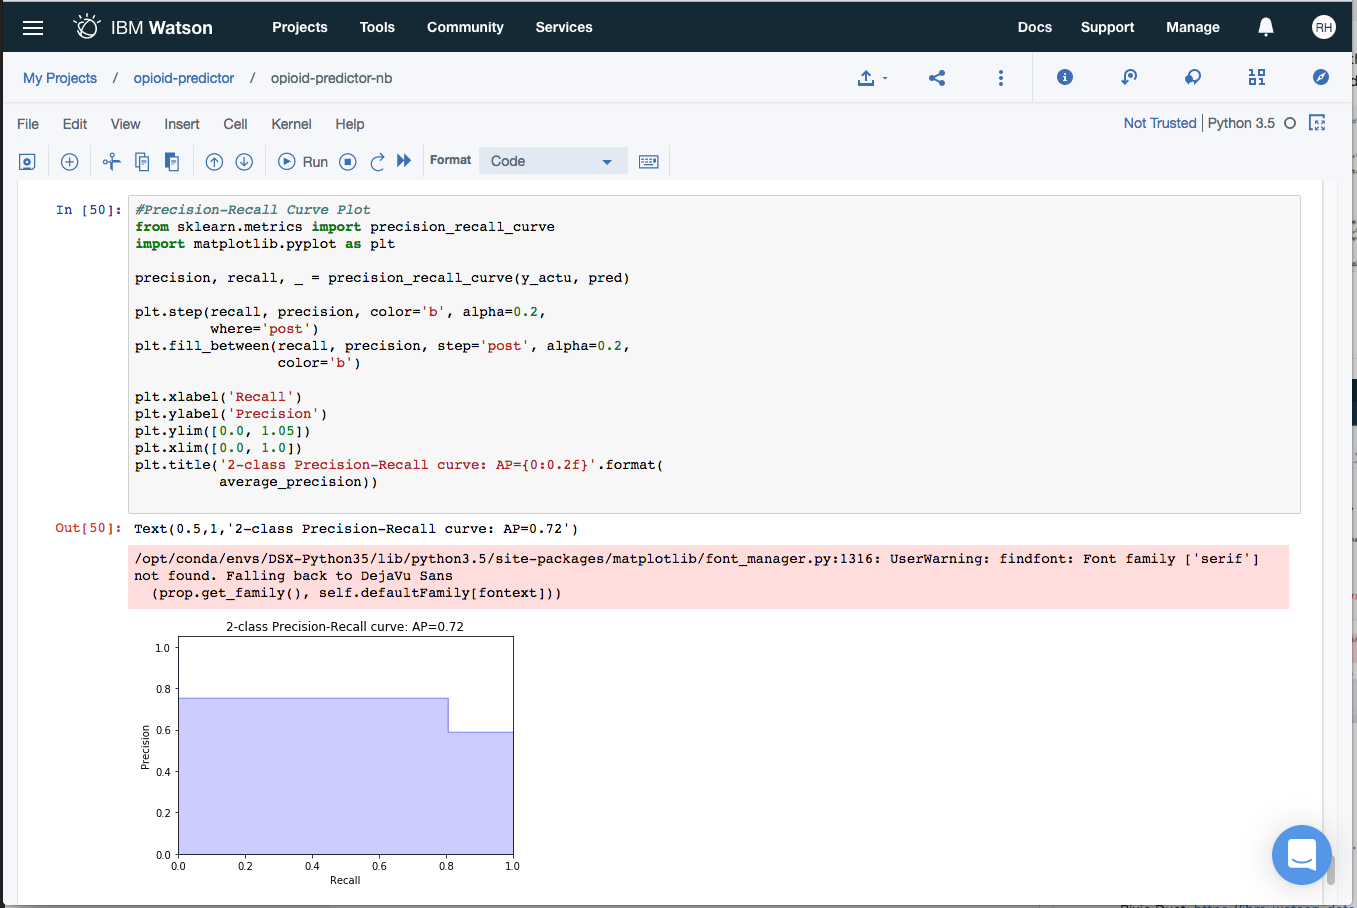 IBM Watson Projects Tools Community Services Docs Support Manage RH
My Projects / opioid-predictor / opioid-predictor-nb
File Edit View Insert Cell Kernel Help Not Trusted Python 3.5
Run Format Code
In [50]: #Precision-Recall Curve Plot
from sklearn.metrics import precision_recall_curve
import matplotlib.pyplot as plt
precision, recall, _ = precision_recall_curve(y_actu, pred)
plt.step(recall, precision, color='b', alpha=0.2,
where='post')
plt.fill_between(recall, precision, step='post', alpha=0.2,
color='b')
plt.xlabel('Recall')
plt.ylabel('Precision')
plt.ylim([0.0, 1.05])
plt.xlim([0.0, 1.0])
plt.title('2-class Precision-Recall curve: AP={0:0.2f}'.format(
average_precision))
Out[50]: Text(0.5,1,'2-class Precision-Recall curve: AP=0.72')
/opt/conda/envs/DSX-Python35/lib/python3.5/site-packages/matplotlib/font_manager.py:1316: UserWarning: findfont: Font family ['serif']
not found. Falling back to DejaVu Sans
(prop.get_family(), self.defaultFamily[fontext]))
2-class Precision-Recall curve: AP=0.72
1.0
0.8
0.6
0.4
0.2
0.0
Precision
0.0 0.2 0.4 0.6 0.8 1.0
Recall